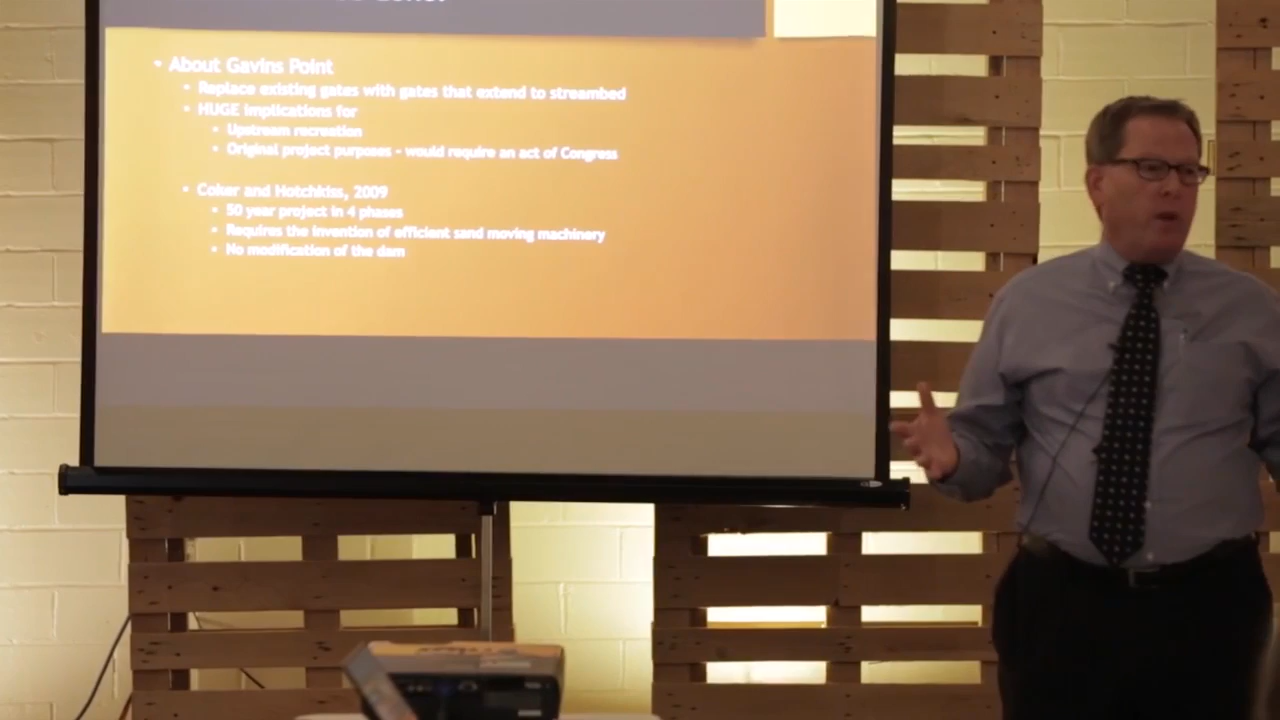 About Gavins Point
Replace existing gates with gates that extend to streambed
HUGE implications for
Upstream recreation
Original project purposes - would require an act of Congress
Coker and Hotchkiss, 2009
50 year project in 4 phases
Requires the invention of efficient sand moving machinery
No modification of the dam